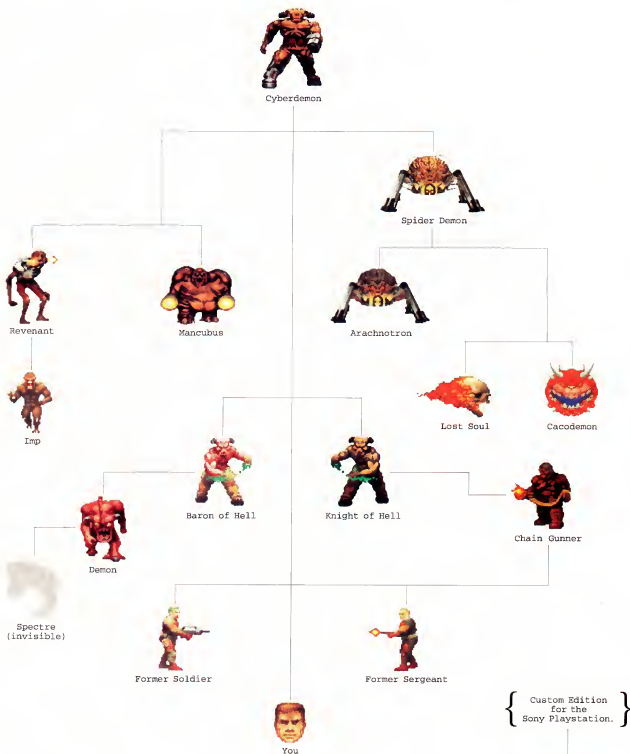 Cyberdemon
Spider Demon
Revenant
Mancubus
Arachnotron
Imp
Lost Soul
Cacodemon
Baron of Hell
Knight of Hell
Chain Gunner
Demon
Spectre
(invisible)
Former Soldier
Former Sergeant
You
{ Custom Edition
for the
Sony Playstation. }